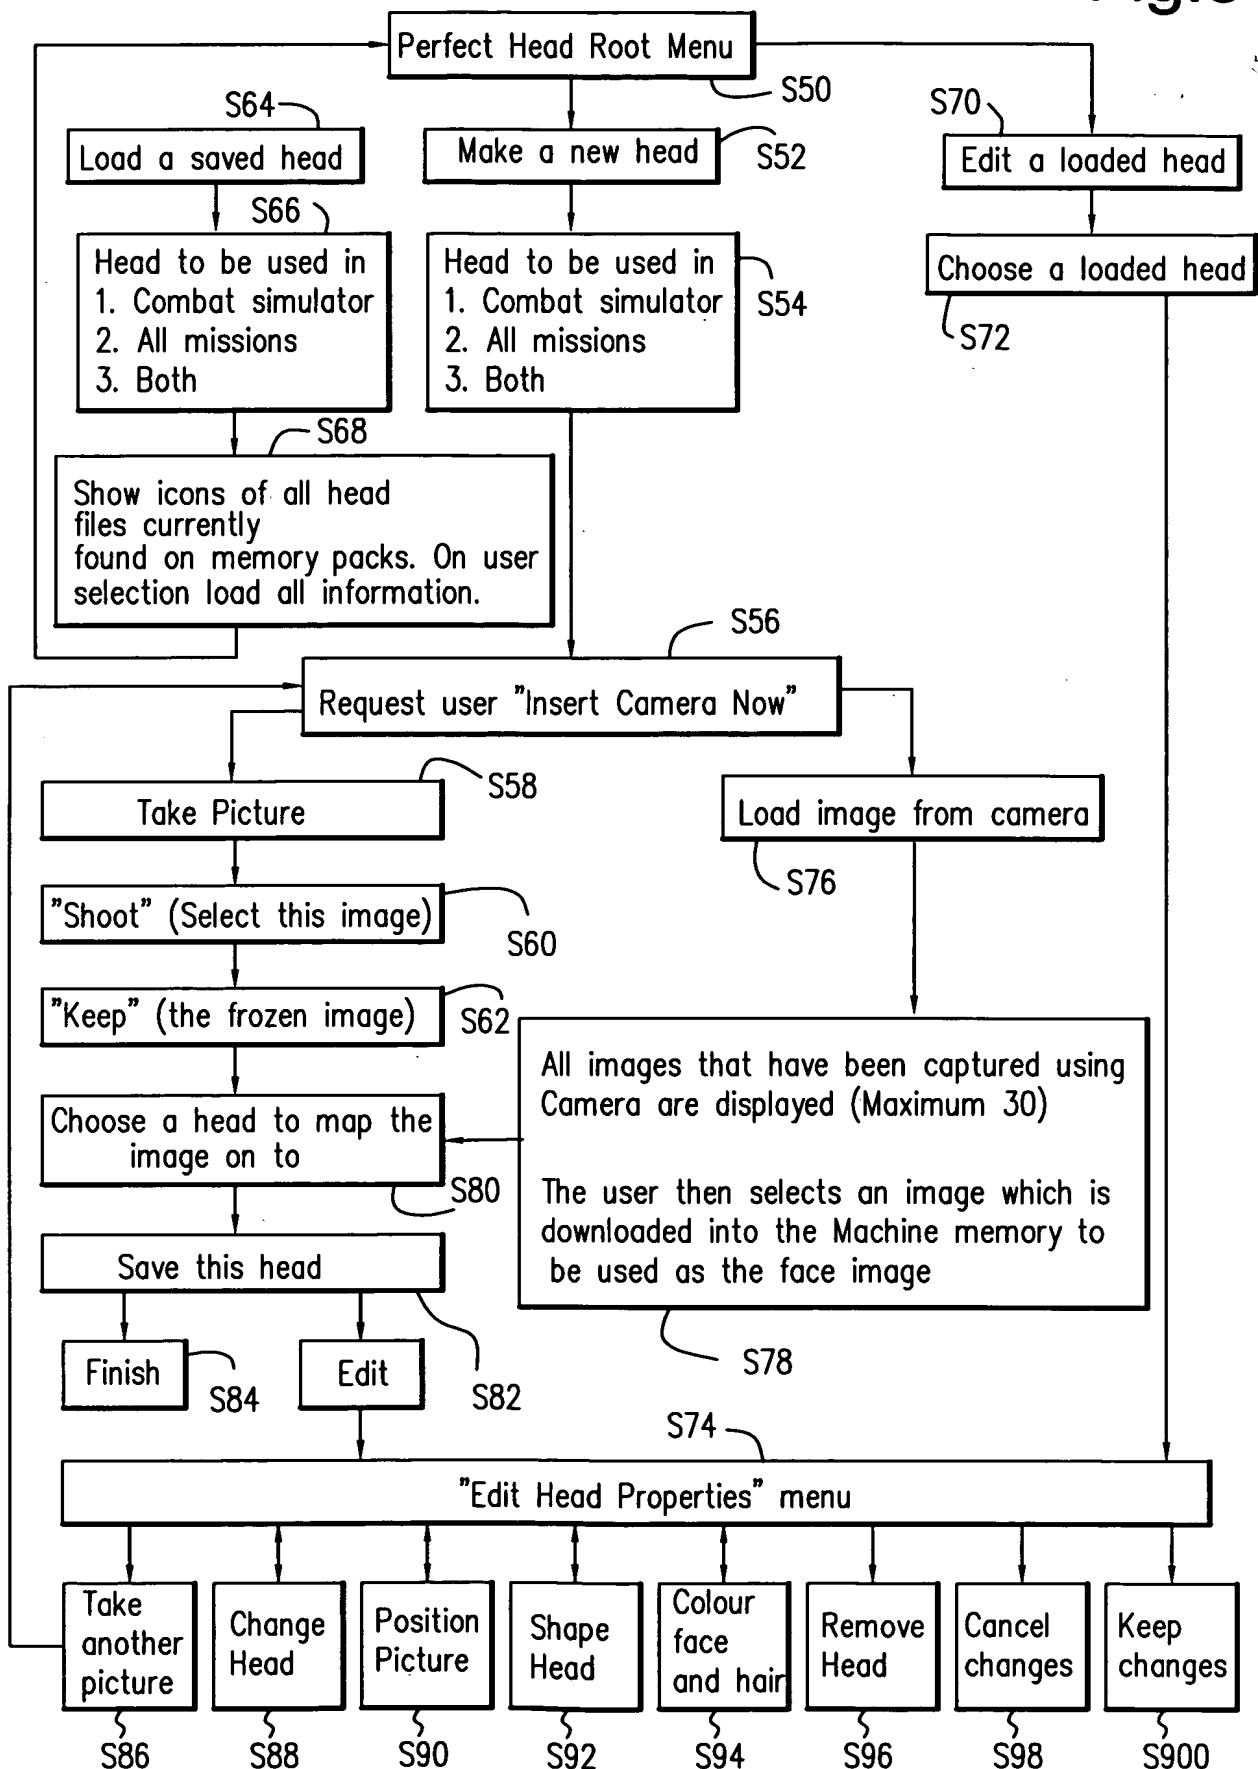 Perfect Head Root Menu
S50
S64
Load a saved head
Make a new head
S52
S70
Edit a loaded head
S66
Head to be used in
1. Combat simulator
2. All missions
3. Both
Head to be used in
1. Combat simulator
2. All missions
3. Both
S54
Choose a loaded head
S72
S68
Show icons of all head
files currently
found on memory packs. On user
selection load all information.
S56
Request user "Insert Camera Now"
S58
Take Picture
Load image from camera
S76
"Shoot" (Select this image)
S60
"Keep" (the frozen image)
S62
All images that have been captured using
Camera are displayed (Maximum 30)
The user then selects an image which is
downloaded into the Machine memory to
be used as the face image
S78
Choose a head to map the
image on to
S80
Save this head
S82
Finish
S84
Edit
S74
"Edit Head Properties" menu
Take
another
picture
Change
Head
Position
Picture
Shape
Head
Colour
face
and hair
Remove
Head
Cancel
changes
Keep
changes
S86
S88
S90
S92
S94
S96
S98
S900